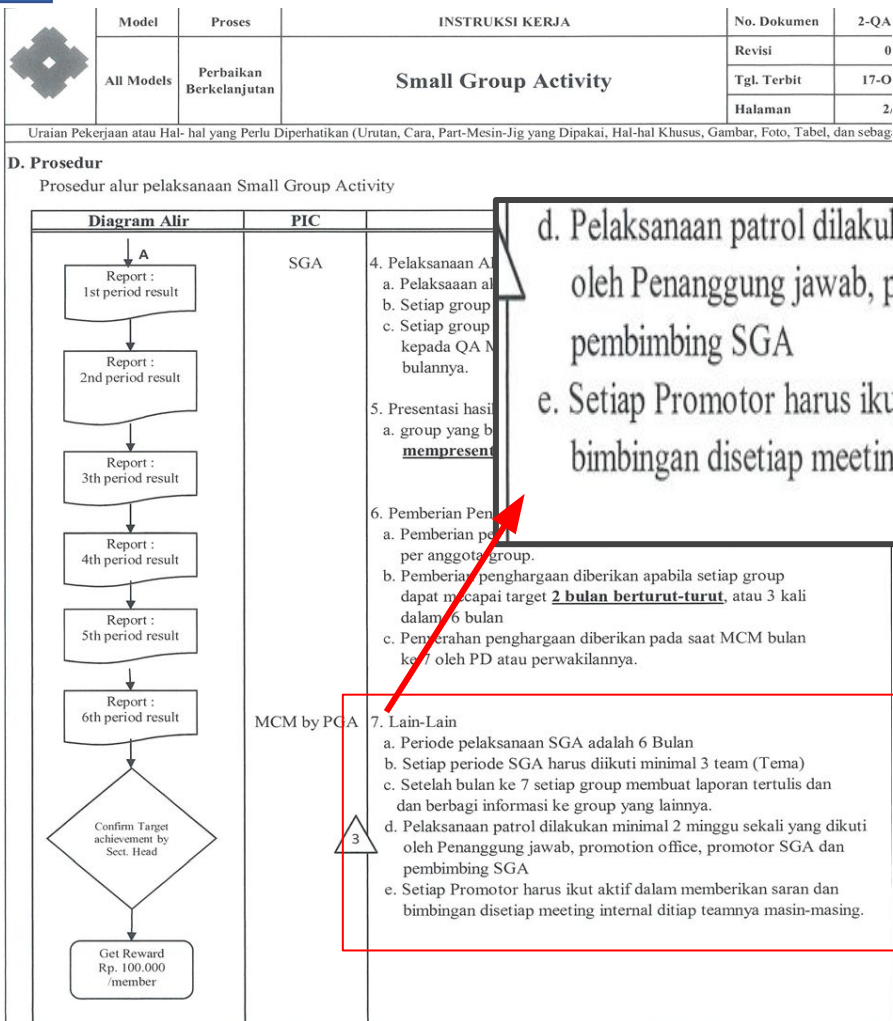 Model
Proses
INSTRUKSI KERJA
No. Dokumen
2-QA
All Models
Perbaikan
Berkelanjutan
Small Group Activity
Revisi
0
Tgl. Terbit
17-O
Halaman
2
Uraian Pekerjaan atau Hal- hal yang Perlu Diperhatikan (Urutan, Cara, Part-Mesin-Jig yang Dipakai, Hal-hal Khusus, Gambar, Foto, Tabel, dan sebag
D. Prosedur
Prosedur alur pelaksanaan Small Group Activity
Diagram Alir
PIC
A
Report :
1st period result
Report :
2nd period result
Report :
3th period result
Report :
4th period result
Report :
5th period result
Report :
6th period result
Confirm Target
achievement by
Sect. Head
Get Reward
Rp. 100.000
/member
SGA
MCM by PGA
4. Pelaksanaan Al
a. Pelaksaaan al
b. Setiap group
c. Setiap group
kepada QA M
bulannya.
5. Presentasi hasil
a. group yang b
mempresent
6. Pemberian Pen
a. Pemberian pe
per anggota group.
b. Pemberian penghargaan diberikan apabila setiap group
dapat mecapai target 2 bulan berturut-turut, atau 3 kali
dalam 6 bulan
c. Penyerahan penghargaan diberikan pada saat MCM bulan
ke 7 oleh PD atau perwakilannya.
7. Lain-Lain
a. Periode pelaksanaan SGA adalah 6 Bulan
b. Setiap periode SGA harus diikuti minimal 3 team (Tema)
c. Setelah bulan ke 7 setiap group membuat laporan tertulis dan
dan berbagi informasi ke group yang lainnya.
3
d. Pelaksanaan patrol dilakukan minimal 2 minggu sekali yang dikuti
oleh Penanggung jawab, promotion office, promotor SGA dan
pembimbing SGA
e. Setiap Promotor harus ikut aktif dalam memberikan saran dan
bimbingan disetiap meeting internal ditiap teamnya masin-masing.
d. Pelaksanaan patrol dilakul
oleh Penanggung jawab, p
pembimbing SGA
e. Setiap Promotor harus iku
bimbingan disetiap meetin